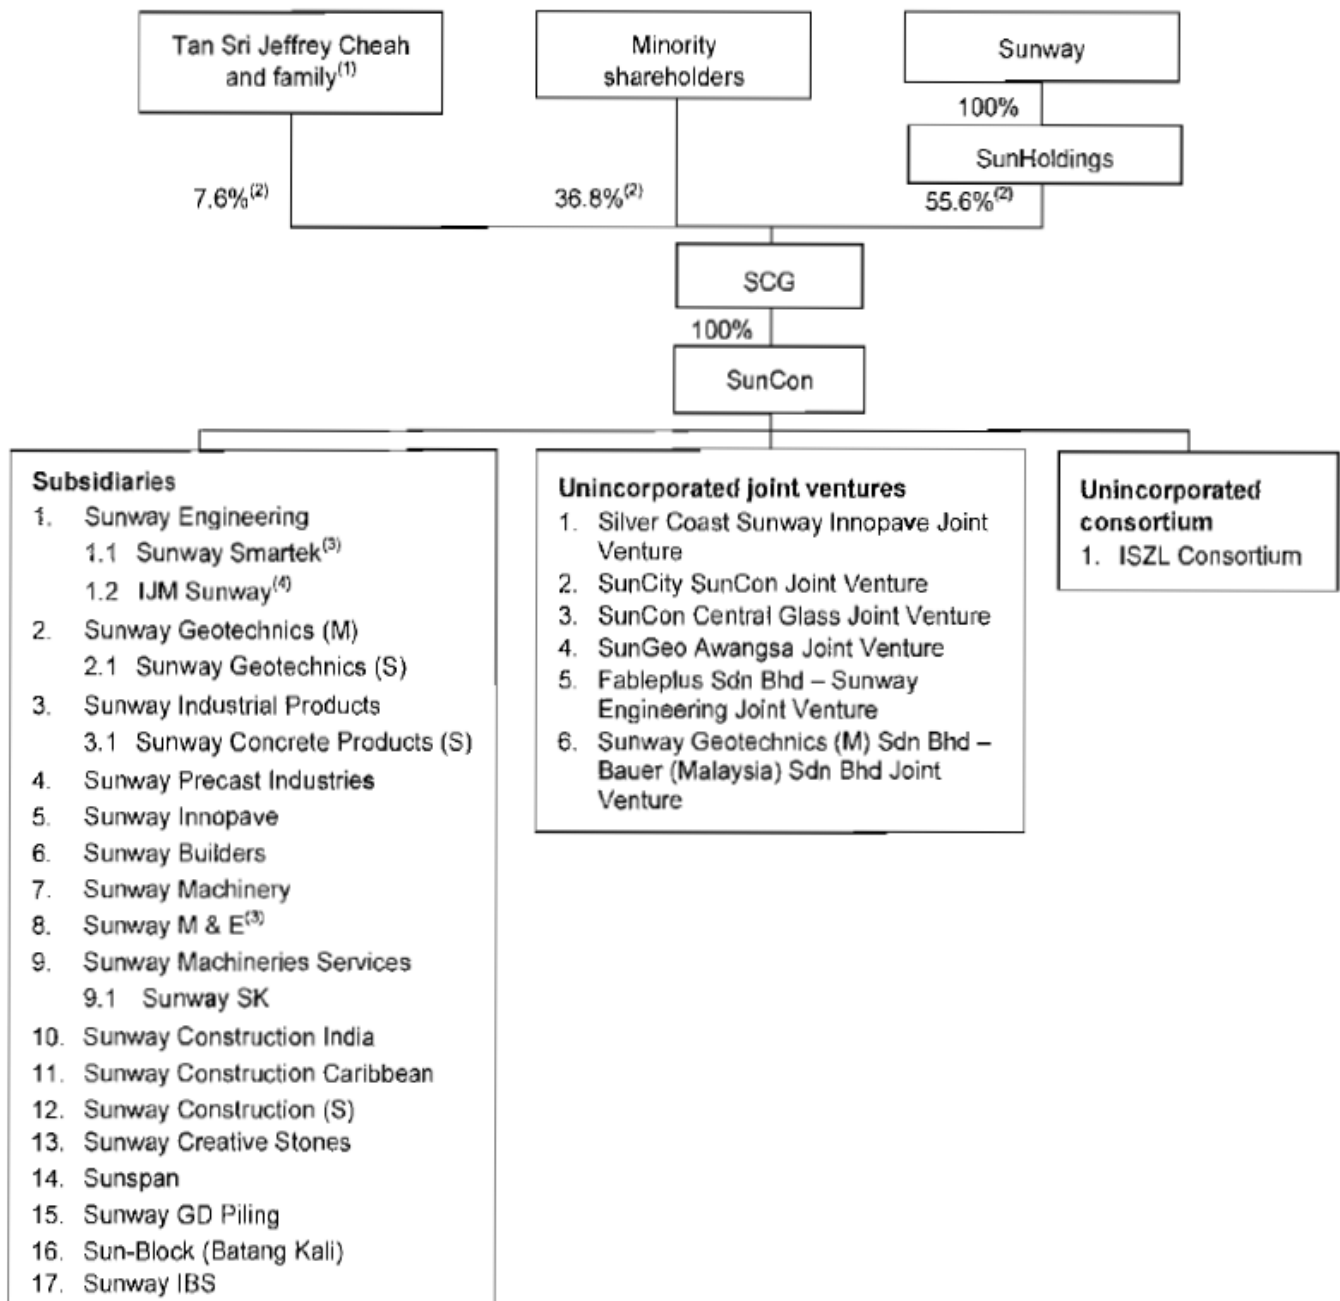 Tan Sri Jeffrey Cheah
and family(1)
Minority
shareholders
Sunway
100%
SunHoldings
7.6%(2)
36.8%(2)
55.6%(2)
SCG
100%
SunCon
Subsidiaries
1. Sunway Engineering
1.1 Sunway Smartek(3)
1.2 IJM Sunway(4)
2. Sunway Geotechnics (M)
2.1 Sunway Geotechnics (S)
3. Sunway Industrial Products
3.1 Sunway Concrete Products (S)
4. Sunway Precast Industries
5. Sunway Innopave
6. Sunway Builders
7. Sunway Machinery
8. Sunway M & E(3)
9. Sunway Machineries Services
9.1 Sunway SK
10. Sunway Construction India
11. Sunway Construction Caribbean
12. Sunway Construction (S)
13. Sunway Creative Stones
14. Sunspan
15. Sunway GD Piling
16. Sun-Block (Batang Kali)
17. Sunway IBS
Unincorporated joint ventures
1. Silver Coast Sunway Innopave Joint
Venture
2. SunCity SunCon Joint Venture
3. SunCon Central Glass Joint Venture
4. SunGeo Awangsa Joint Venture
5. Fableplus Sdn Bhd – Sunway
Engineering Joint Venture
6. Sunway Geotechnics (M) Sdn Bhd –
Bauer (Malaysia) Sdn Bhd Joint
Venture
Unincorporated
consortium
1. ISZL Consortium